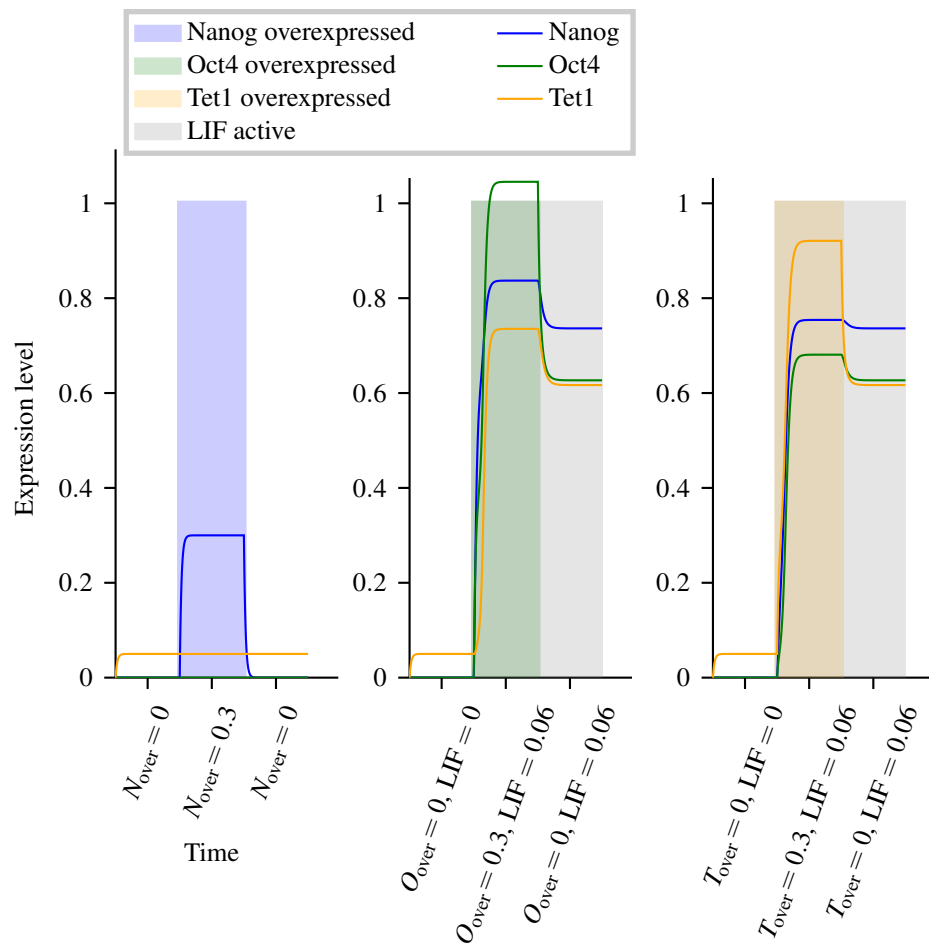 Nanog overexpressed
Oct4 overexpressed
Tet1 overexpressed
LIF active
Nanog
Oct4
Tet1
Expression level
1
0.8
0.6
0.4
0.2
0
N_over = 0
N_over = 0.3
N_over = 0
Time
1
0.8
0.6
0.4
0.2
0
O_over = 0, LIF = 0
O_over = 0.3, LIF = 0.06
O_over = 0, LIF = 0.06
1
0.8
0.6
0.4
0.2
0
T_over = 0, LIF = 0
T_over = 0.3, LIF = 0.06
T_over = 0, LIF = 0.06